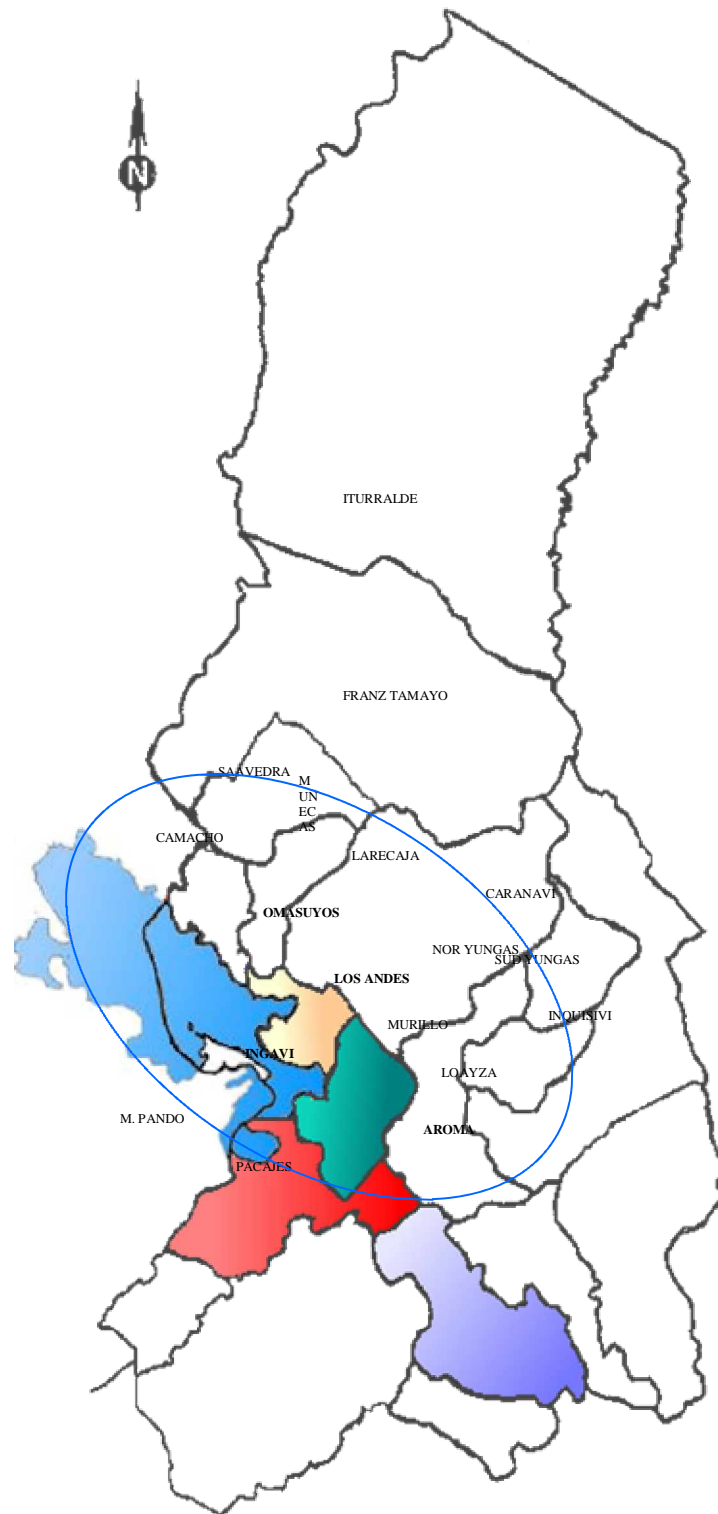 N
ITURRALDE
FRANZ TAMAYO
SAAVEDRA
M
UN
EC
AS
CAMACHO
LARECAJA
CARANAVI
OMASUYOS
NOR YUNGAS
SUD YUNGAS
LOS ANDES
INQUISIVI
MURILLO
INGAVI
LOAYZA
M. PANDO
AROMA
PACAJES